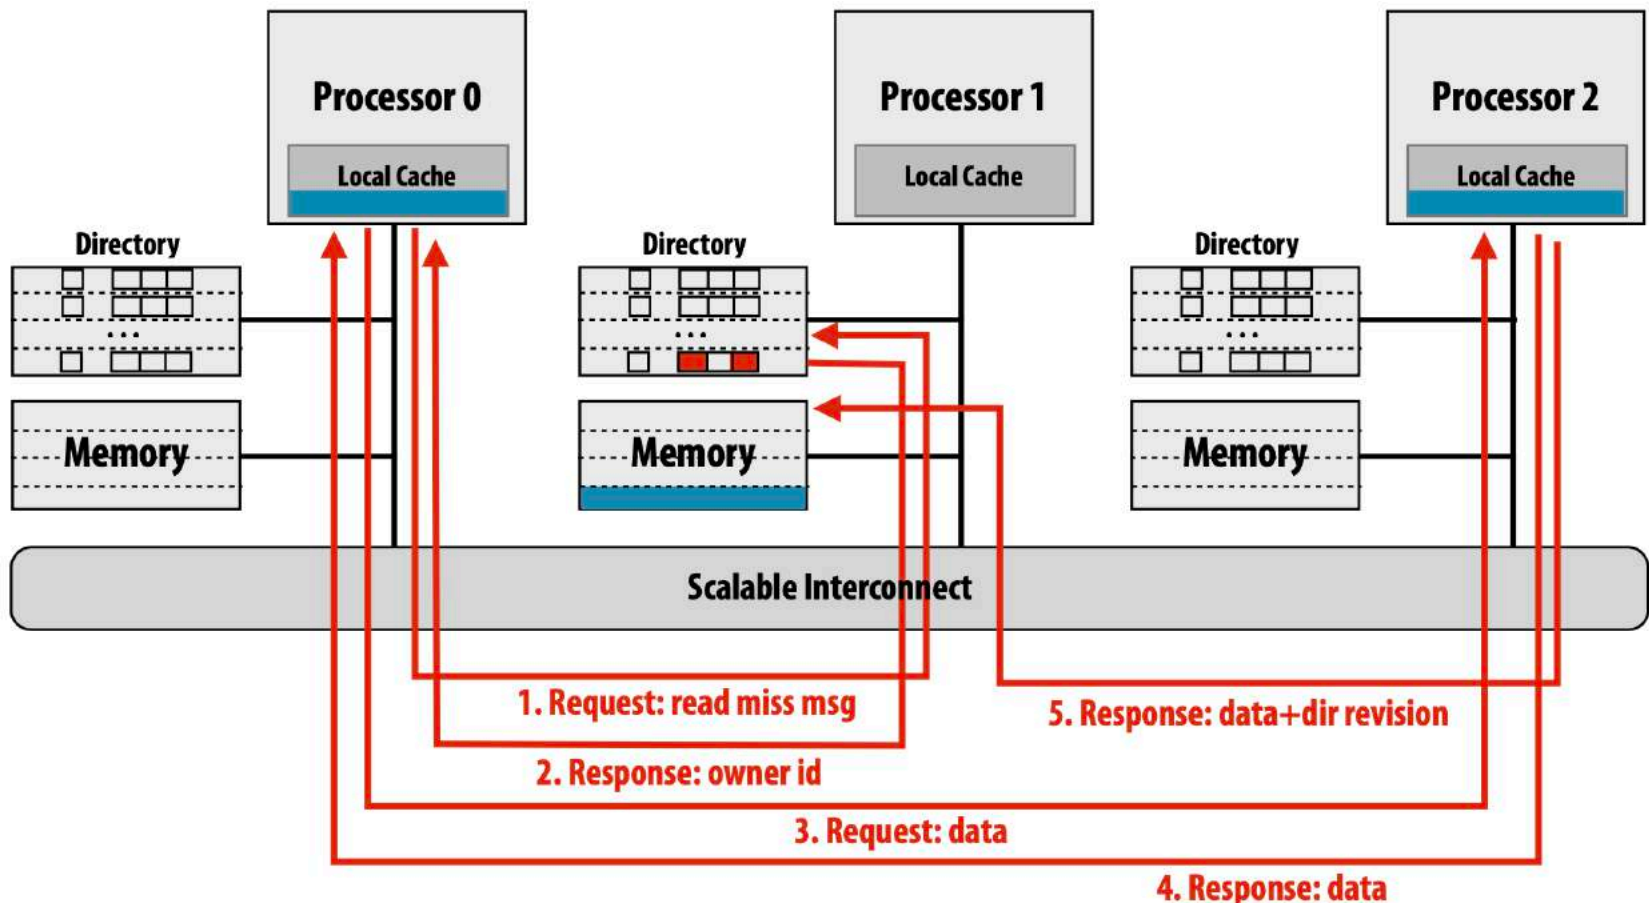 Processor 0
Processor 1
Processor 2
Local Cache
Local Cache
Local Cache
Directory
Directory
Directory
...
...
...
Memory
Memory
Memory
Scalable Interconnect
1. Request: read miss msg
5. Response: data+dir revision
2. Response: owner id
3. Request: data
4. Response: data